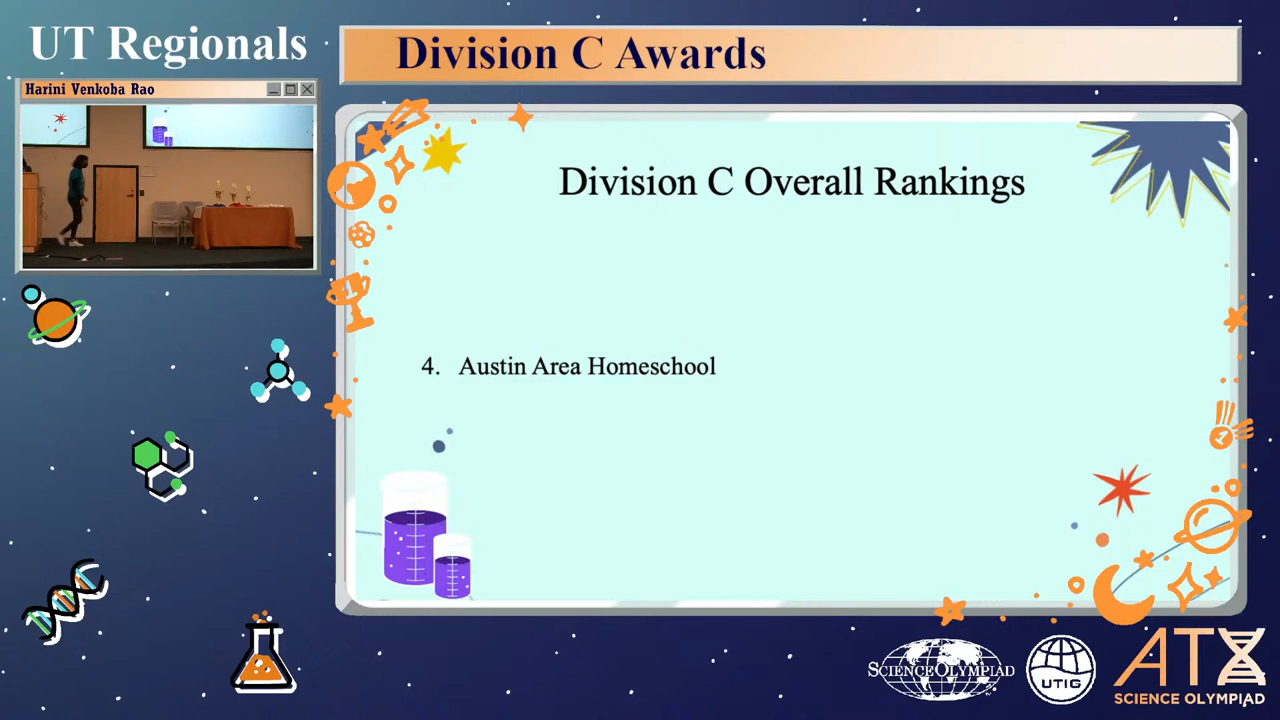 UT Regionals
Division C Awards
Harini Venkoba Rao
Division C Overall Rankings
4. Austin Area Homeschool
SCIENCE OLYMPIAD
UTIG
ATX
SCIENCE OLYMPIAD